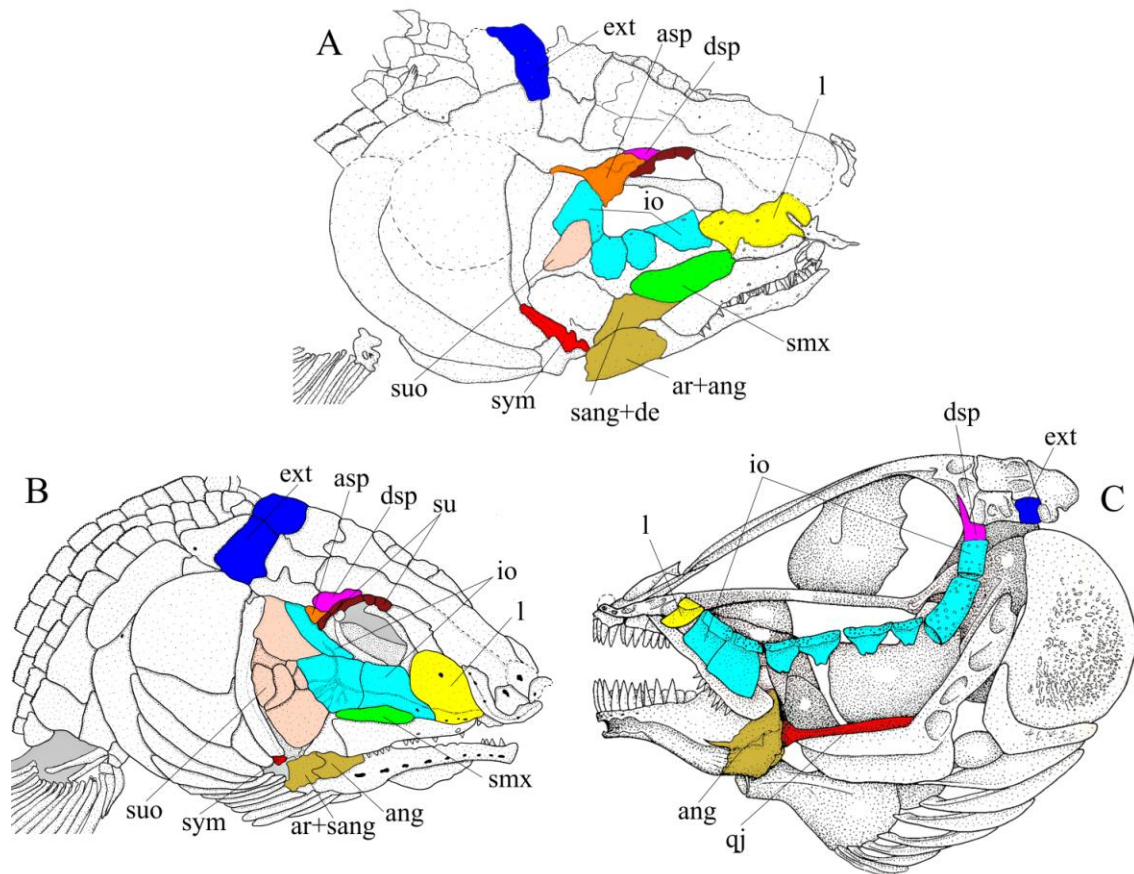 A
ext
asp
dsp
l
io
smx
suo
sym
sang+de
ar+ang
B
ext
asp
dsp
su
io
l
suo
sym
ar+sang
ang
smx
C
dsp
ext
io
l
ang
qj